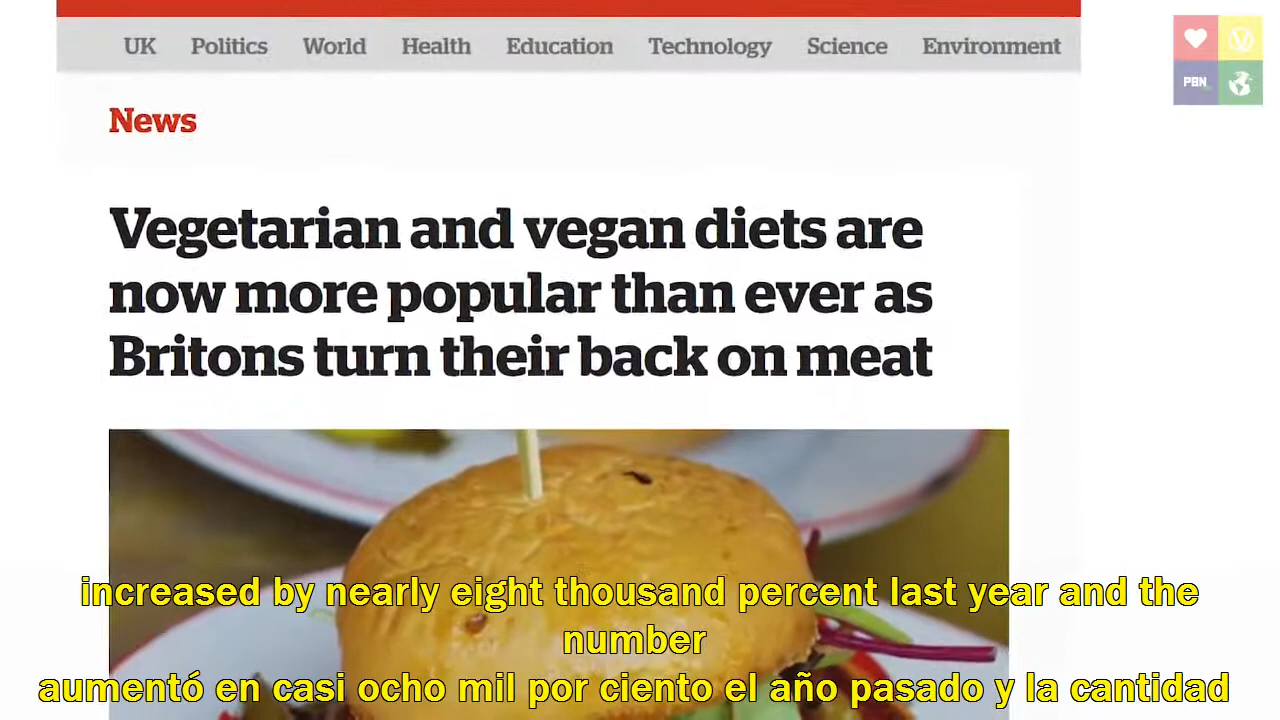 UK Politics World Health Education Technology Science Environment
News
PBN
Vegetarian and vegan diets are
now more popular than ever as
Britons turn their back on meat
increased by nearly eight thousand percent last year and the
number
aumentó en casi ocho mil por ciento el año pasado y la cantidad